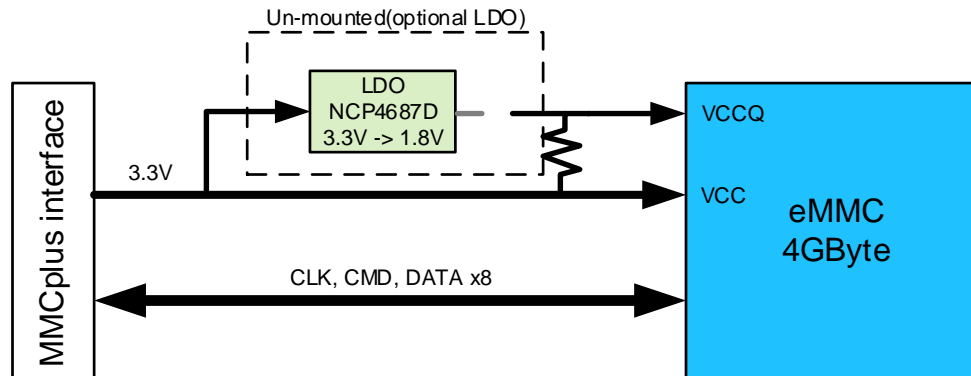 Un-mounted(optional LDO)
LDO
NCP4687D
3.3V -> 1.8V
MMCplus interface
3.3V
VCCQ
VCC
eMMC
4GByte
CLK, CMD, DATA x8